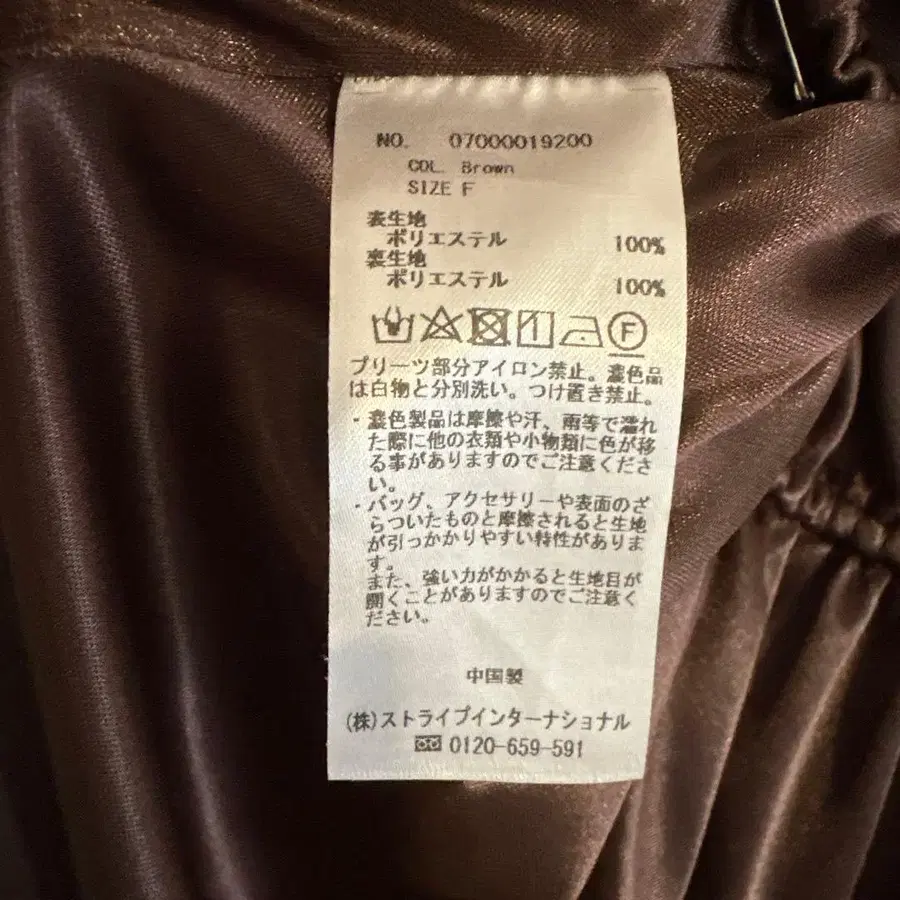 NO. 07000019200
COL. Brown
SIZE F
表生地
ポリエステル 100%
裏生地
ポリエステル 100%
F
プリーツ部分アイロン禁止。濃色品
は白物と分別洗い。つけ置き禁止。
・濃色製品は摩擦や汗、雨等で濡れ
た際に他の衣類や小物類に色が移
る事がありますのでご注意くださ
い。
・バッグ、アクセサリーや表面のざ
らついたものと摩擦されると生地
が引っかかりやすい特性がありま
す。
また、強い力がかかると生地目が
開くことがありますのでご注意く
ださい。
中国製
(株)ストライプインターナショナル
0120-659-591